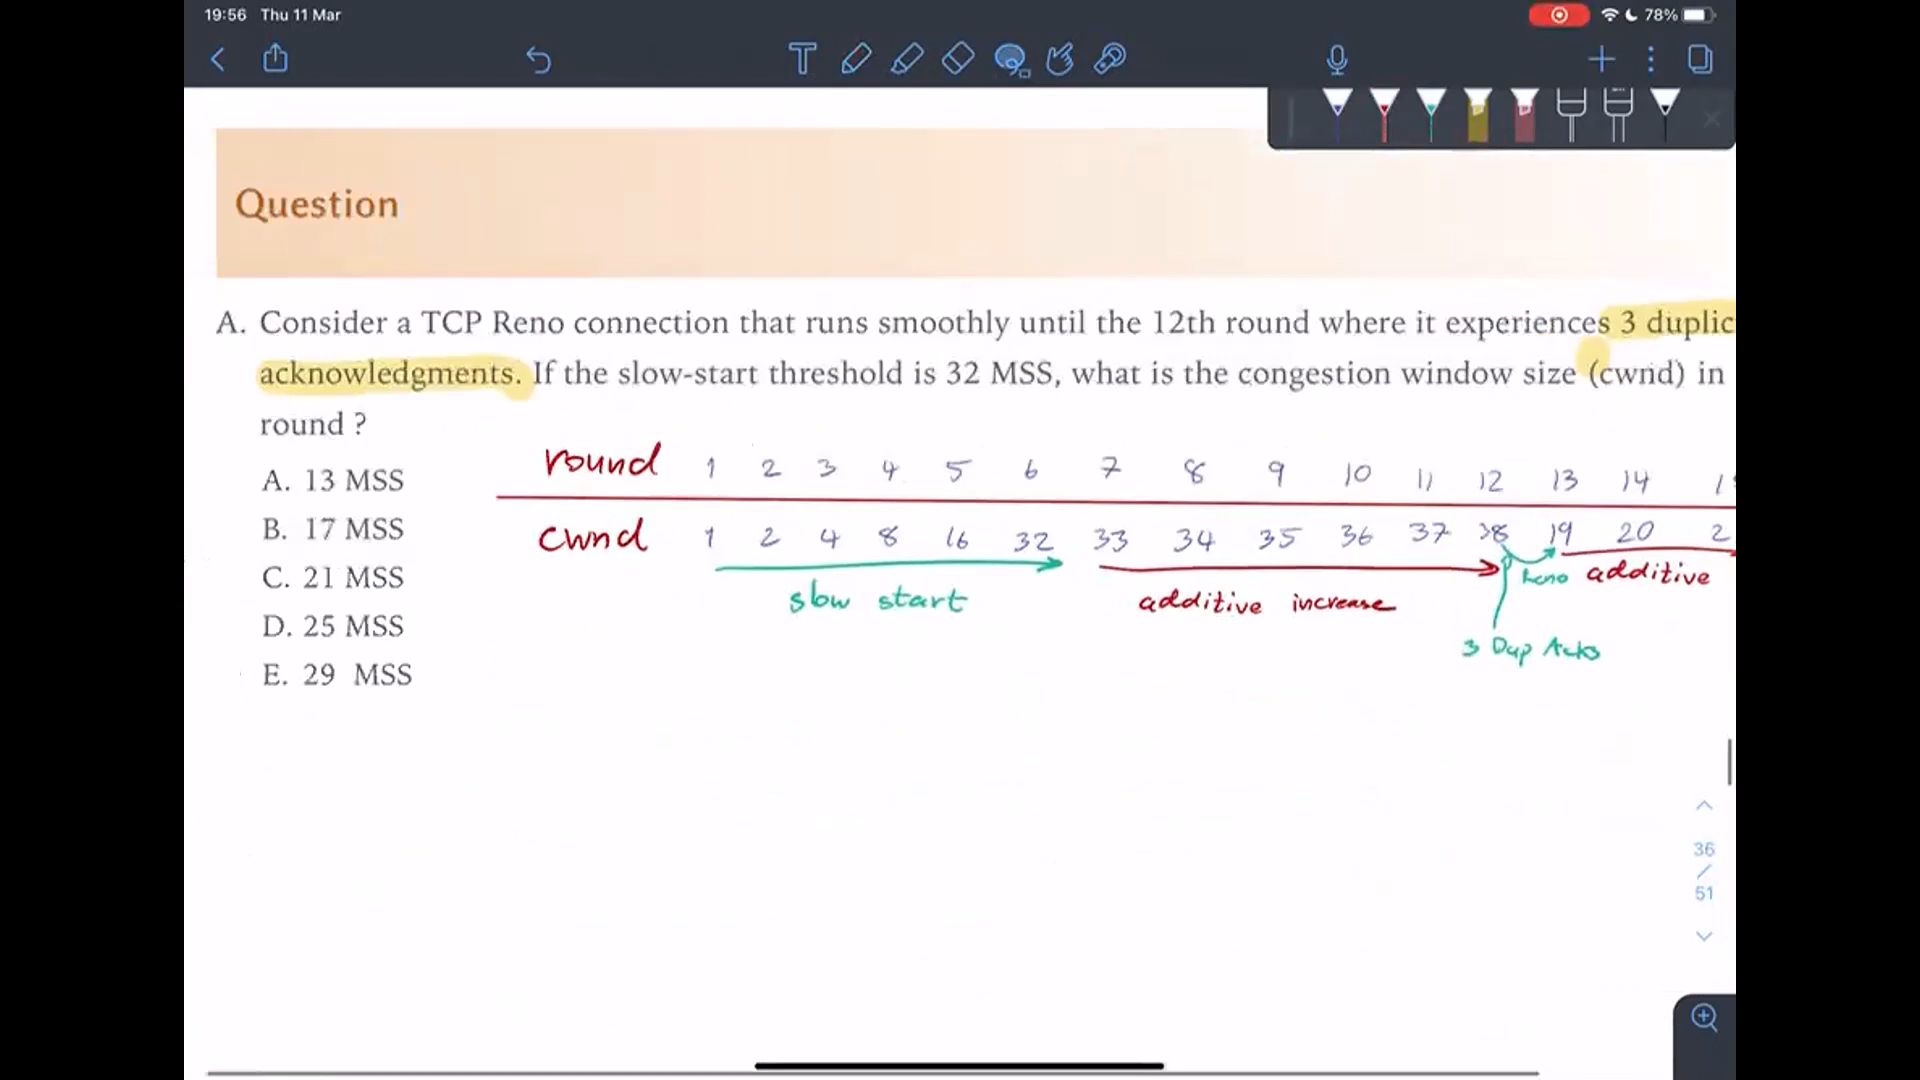 19:56 Thu 11 Mar
78%
Question
A. Consider a TCP Reno connection that runs smoothly until the 12th round where it experiences 3 duplic
acknowledgments. If the slow-start threshold is 32 MSS, what is the congestion window size (cwnd) in
round ?
A. 13 MSS
B. 17 MSS
C. 21 MSS
D. 25 MSS
E. 29 MSS
round 1 2 3 4 5 6 7 8 9 10 11 12 13 14 1
cwnd 1 2 4 8 16 32 33 34 35 36 37 38 19 20 2
slow start
additive increase
Reno additive
3 Dup Acks
36
/
51